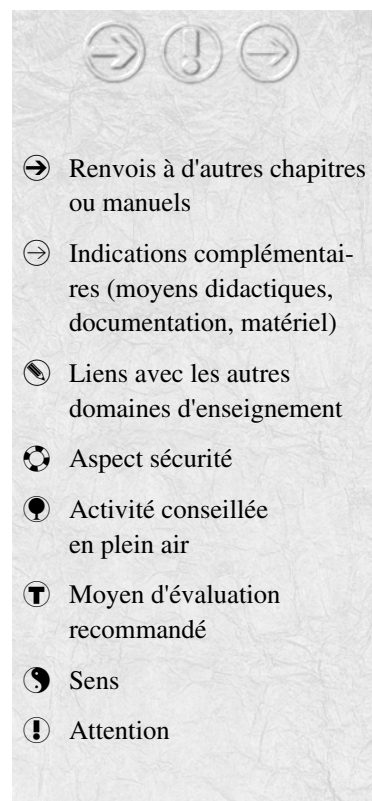 Renvois à d'autres chapitres
ou manuels
Indications complémentai-
res (moyens didactiques,
documentation, matériel)
Liens avec les autres
domaines d'enseignement
Aspect sécurité
Activité conseillée
en plein air
T Moyen d'évaluation
recommandé
Sens
! Attention